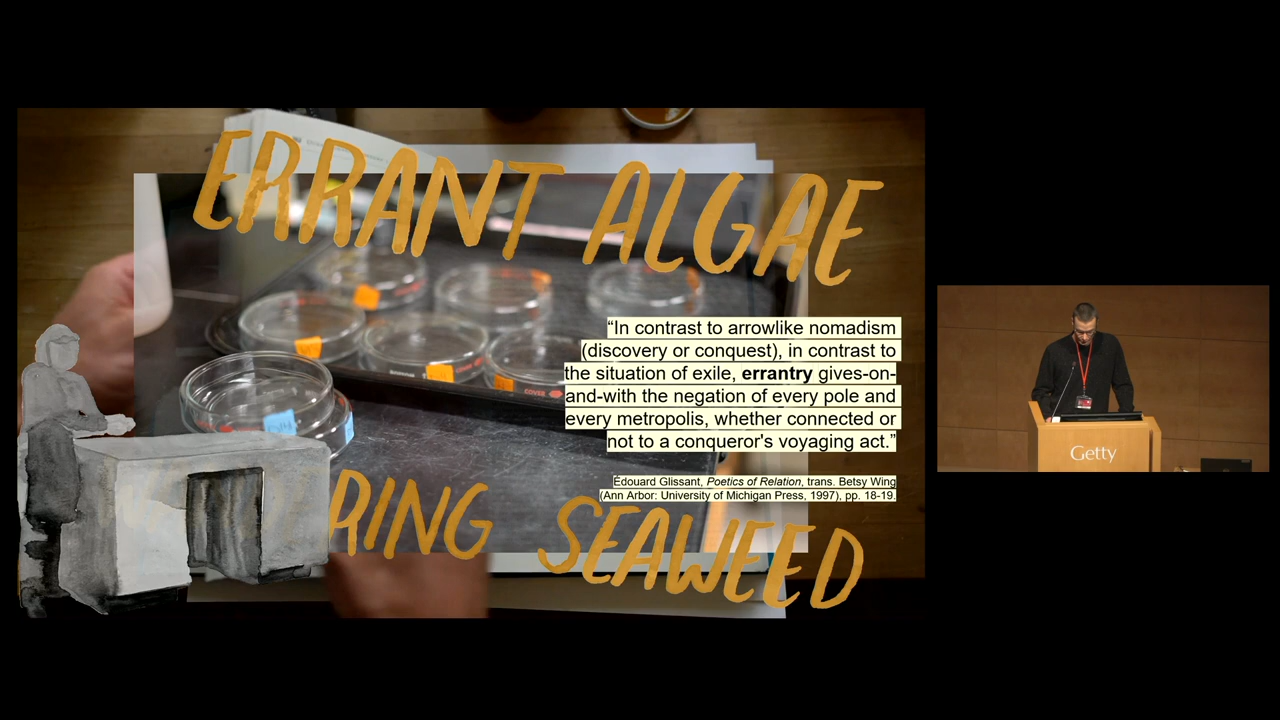 ERRANT ALGAE
“In contrast to arrowlike nomadism
(discovery or conquest), in contrast to
the situation of exile, errantry gives-on-
and-with the negation of every pole and
every metropolis, whether connected or
not to a conqueror's voyaging act.”
Édouard Glissant, Poetics of Relation, trans. Betsy Wing
(Ann Arbor: University of Michigan Press, 1997), pp. 18-19.
RING SEAWEED
COVER
Getty